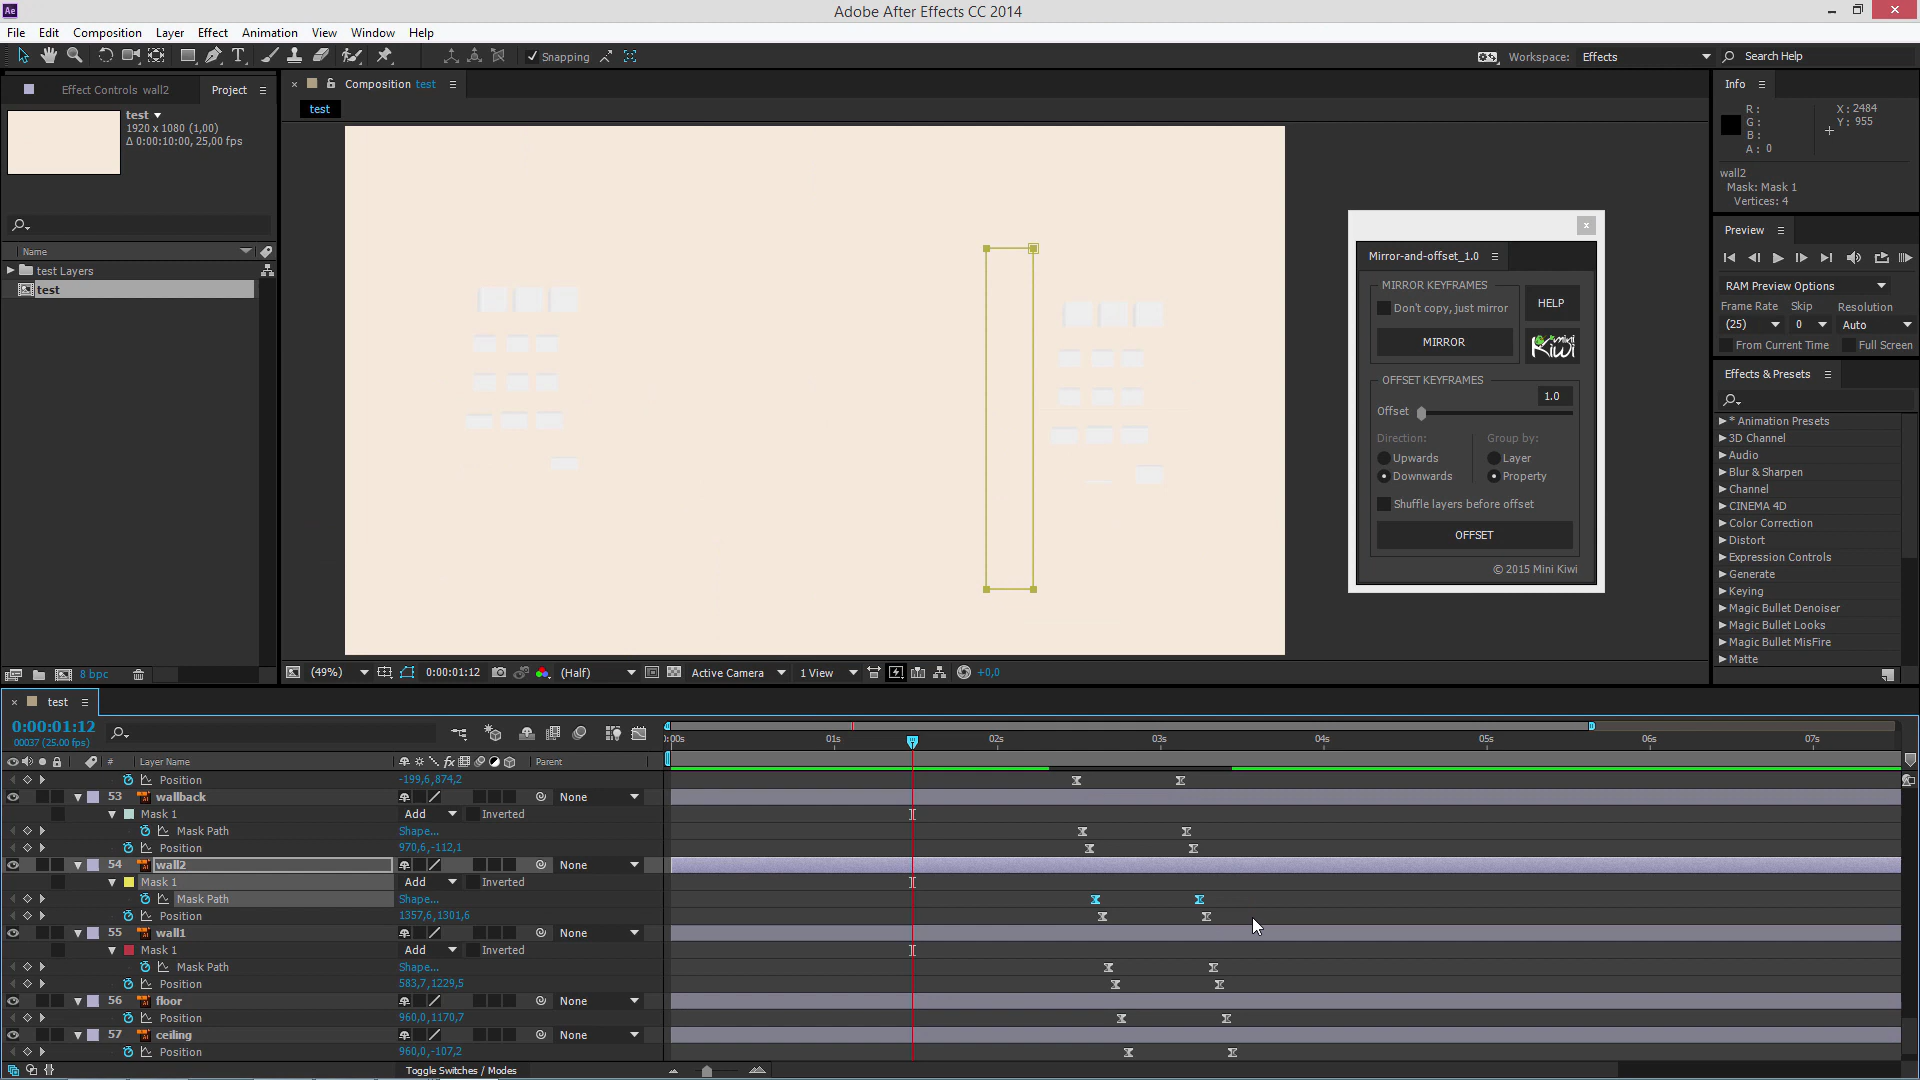 Ae
Adobe After Effects CC 2014
File Edit Composition Layer Effect Animation View Window Help
T Snapping Workspace: Effects Search Help
Effect Controls wall2 Project
Composition test
Info
test
1920 x 1080 (1,00)
Δ 0:00:10:00, 25,00 fps
test
R:
G:
B:
A: 0
X: 2484
Y: 955
wall2
Mask: Mask 1
Vertices: 4
Name
test Layers
test
8 bpc
Mirror-and-offset_1.0
MIRROR KEYFRAMES
Don't copy, just mirror
HELP
MIRROR
mini Kiwi
OFFSET KEYFRAMES
1.0
Offset
Direction: Group by:
Upwards Layer
Downwards Property
Shuffle layers before offset
OFFSET
© 2015 Mini Kiwi
Preview
RAM Preview Options
Frame Rate Skip Resolution
(25) 0 Auto
From Current Time Full Screen
Effects & Presets
* Animation Presets
3D Channel
Audio
Blur & Sharpen
Channel
CINEMA 4D
Color Correction
Distort
Expression Controls
Generate
Keying
Magic Bullet Denoiser
Magic Bullet Looks
Magic Bullet MisFire
Matte
(49%) 0:00:01:12 (Half) Active Camera 1 View +0,0
test
0:00:01:12
00037 (25.00 fps)
):00s 01s 02s 03s 04s 05s 06s 07s
# Layer Name fx Parent
Position -199,6,874,2
53 wallback None
Mask 1 Add Inverted
Mask Path Shape...
Position 970,6,-112,1
54 wall2 None
Mask 1 Add Inverted
Mask Path Shape...
Position 1357,6,1301,6
55 wall1 None
Mask 1 Add Inverted
Mask Path Shape...
Position 583,7,1229,5
56 floor None
Position 960,0,1170,7
57 ceiling None
Position 960,0,-107,2
Toggle Switches / Modes